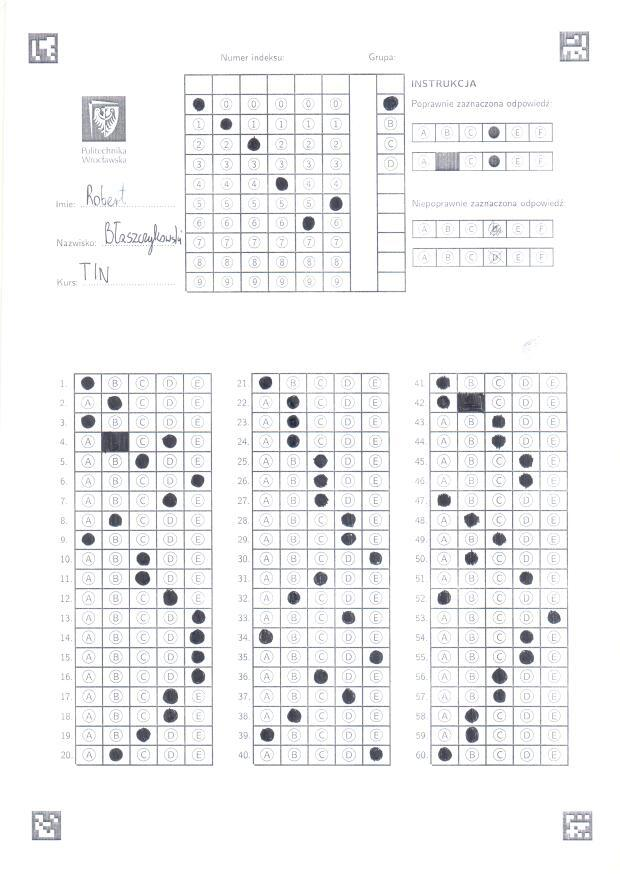 Numer indeksu:
Grupa:
0 0 0 0 0
1 1 1 1 1 B
2 2 2 2 2 C
3 3 3 3 3 3 D
4 4 4 4 4
5 5 5 5 5
6 6 6 6 6
7 7 7 7 7 7
8 8 8 8 8 8
9 9 9 9 9 9
Politechnika
Wrocławska
Imie: Robert
Nazwisko: Błaszczykowski
Kurs: TIN
INSTRUKCJA
Poprawnie zaznaczona odpowiedź
A B C E F
A C E F
Niepoprawnie zaznaczona odpowiedź
A B C D E F
A B C D E F
1. B C D E
2. A C D E
3. B C D E
4. A C E
5. A B D E
6. A B C D
7. A B C E
8. A C D E
9. B C D E
10. A B D E
11. A B D E
12. A B C E
13. A B C D
14. A B C D
15. A B C D
16. A B C D
17. A B C E
18. A B C E
19. A B D E
20. A C D E
21. B C D E
22. A C D E
23. A C D E
24. A C D E
25. A B D E
26. A B D E
27. A B D E
28. A B C E
29. A B C E
30. A B C D
31. A B D E
32. A C D E
33. A B C E
34. B C D E
35. A B C D
36. A B D E
37. A B C E
38. A C D E
39. B C D E
40. A B C D
41 B C D E
42 C D E
43. A B D E
44. A B D E
45. A B C E
46. A B C E
47. B C D E
48. A C D E
49. A B D E
50. A C D E
51 A B C E
52. B C D E
53. A B C D
54. A B C E
55. A B C E
56. A B D E
57. A B D E
58 A C D E
59. A C D E
60. B C D E